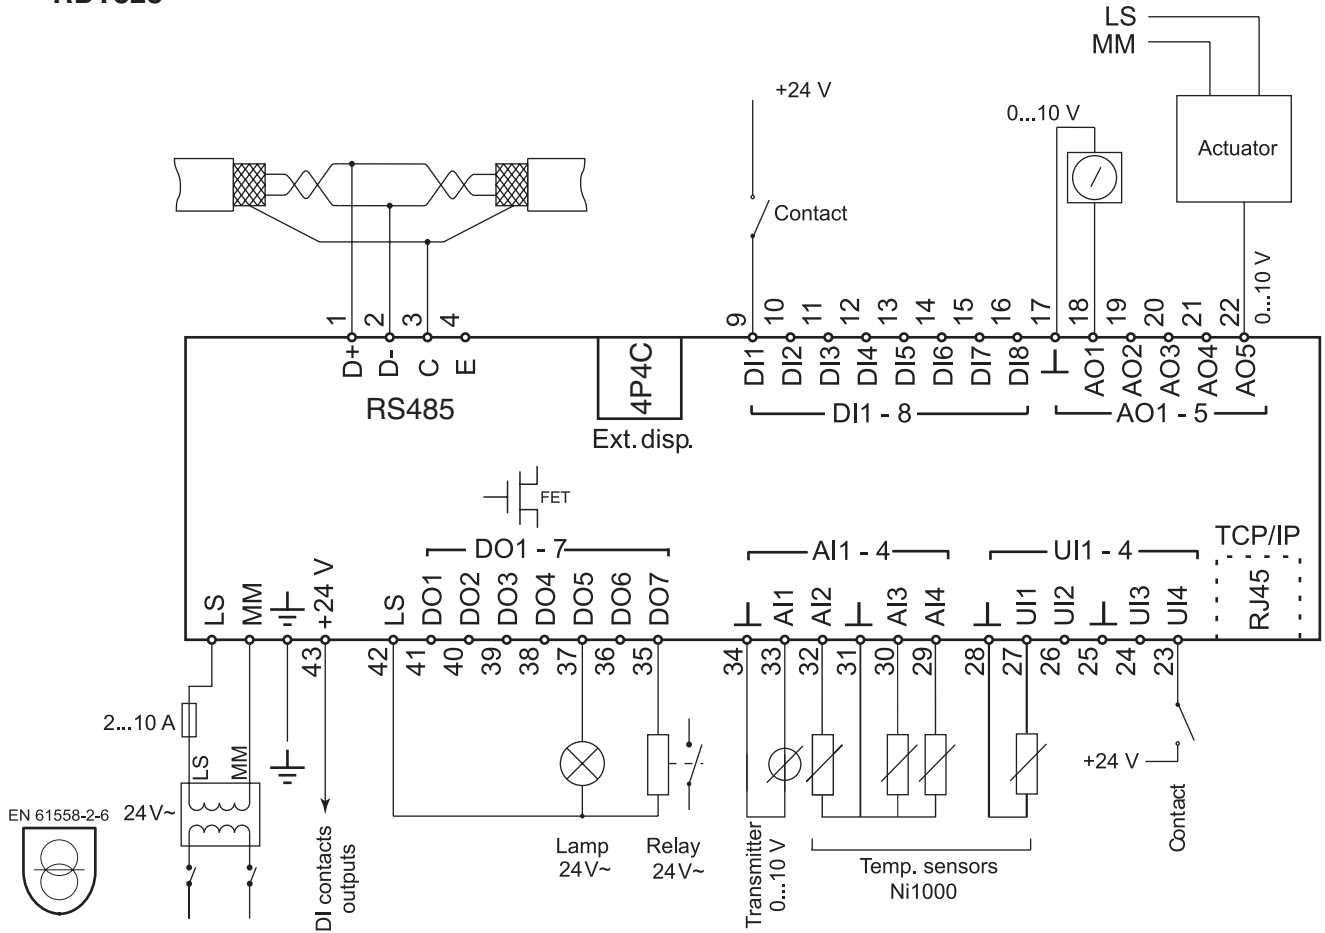 LS
MM
+24 V
0...10 V
Actuator
Contact
0...10 V
1 2 3 4 9 10 11 12 13 14 15 16 17 18 19 20 21 22
D+ D- C E 4P4C DI1 DI2 DI3 DI4 DI5 DI6 DI7 DI8 AO1 AO2 AO3 AO4 AO5
RS485
DI1 - 8
AO1 - 5
Ext. disp.
FET
DO1 - 7
AI1 - 4
UI1 - 4
TCP/IP
LS MM +24 V LS DO1 DO2 DO3 DO4 DO5 DO6 DO7 AI1 AI2 AI3 AI4 UI1 UI2 UI3 UI4 RJ45
43 42 41 40 39 38 37 36 35 34 33 32 31 30 29 28 27 26 25 24 23
2...10 A
LS MM
+24 V
EN 61558-2-6
24V~
DI contacts
outputs
Lamp
24V~
Relay
24V~
Transmitter
0...10 V
Temp. sensors
Ni1000
Contact